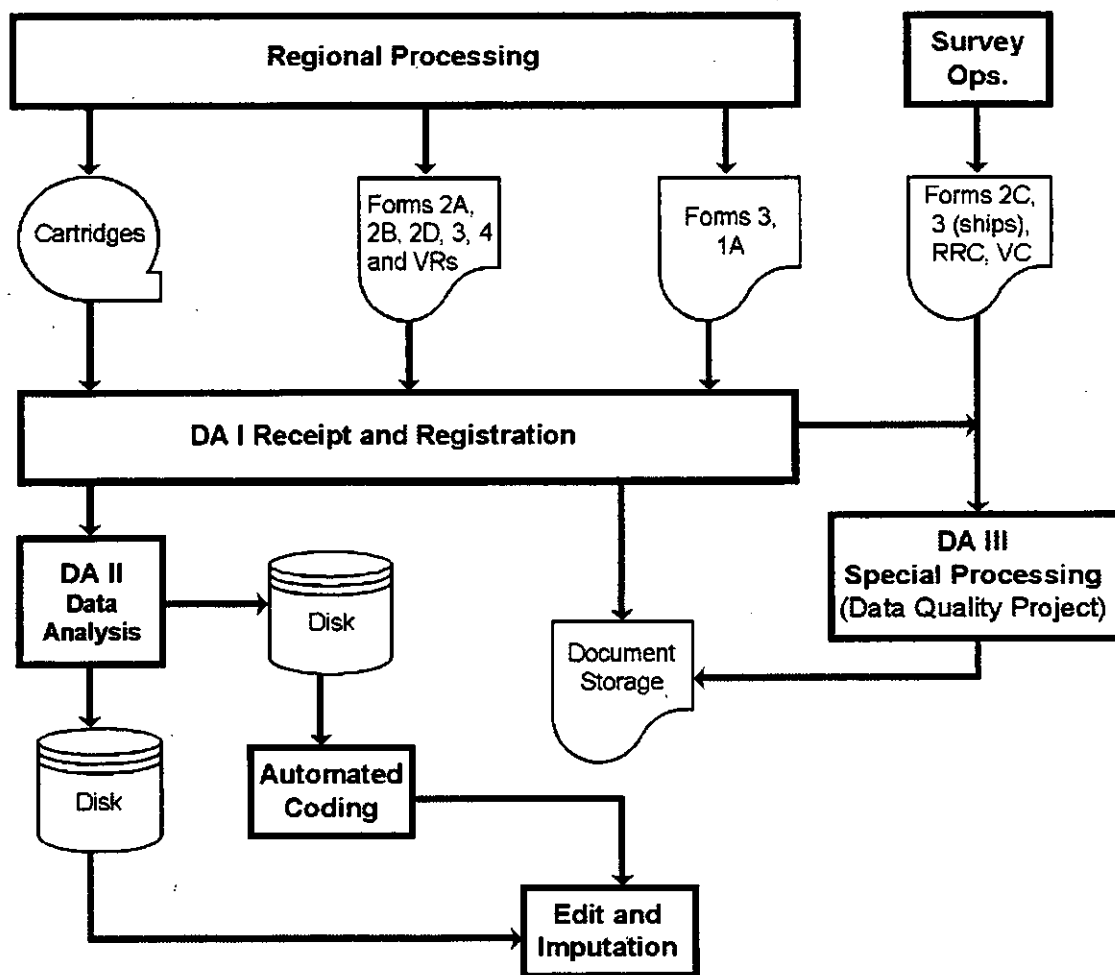 Regional Processing
Survey
Ops.
Cartridges
Forms 2A,
2B, 2D, 3, 4
and VRs
Forms 3,
1A
Forms 2C,
3 (ships),
RRC, VC
DA I Receipt and Registration
DA II
Data
Analysis
Disk
DA III
Special Processing
(Data Quality Project)
Document
Storage
Disk
Automated
Coding
Edit and
Imputation